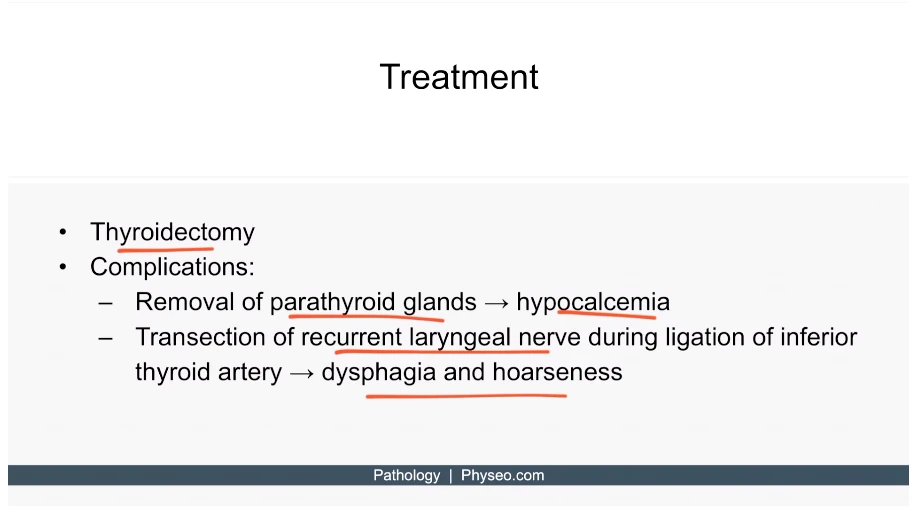 Treatment
• Thyroidectomy
• Complications:
– Removal of parathyroid glands → hypocalcemia
– Transection of recurrent laryngeal nerve during ligation of inferior
thyroid artery → dysphagia and hoarseness
Pathology | Physeo.com